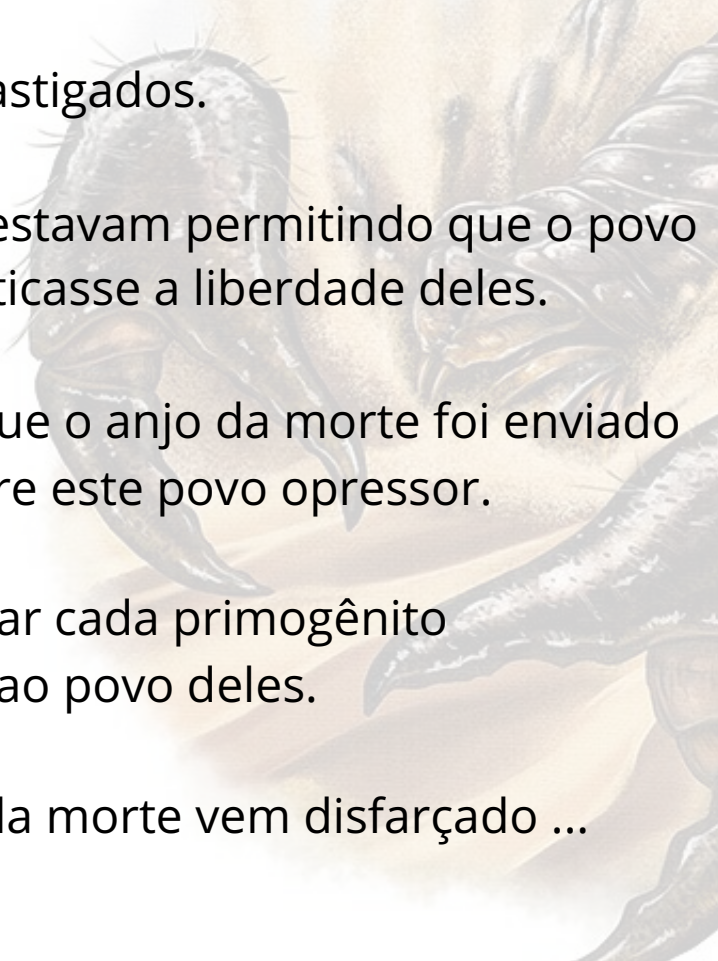 astigados.
estavam permitindo que o povo
ticasse a liberdade deles.
ue o anjo da morte foi enviado
re este povo opressor.
ar cada primogênito
ao povo deles.
la morte vem disfarçado ...